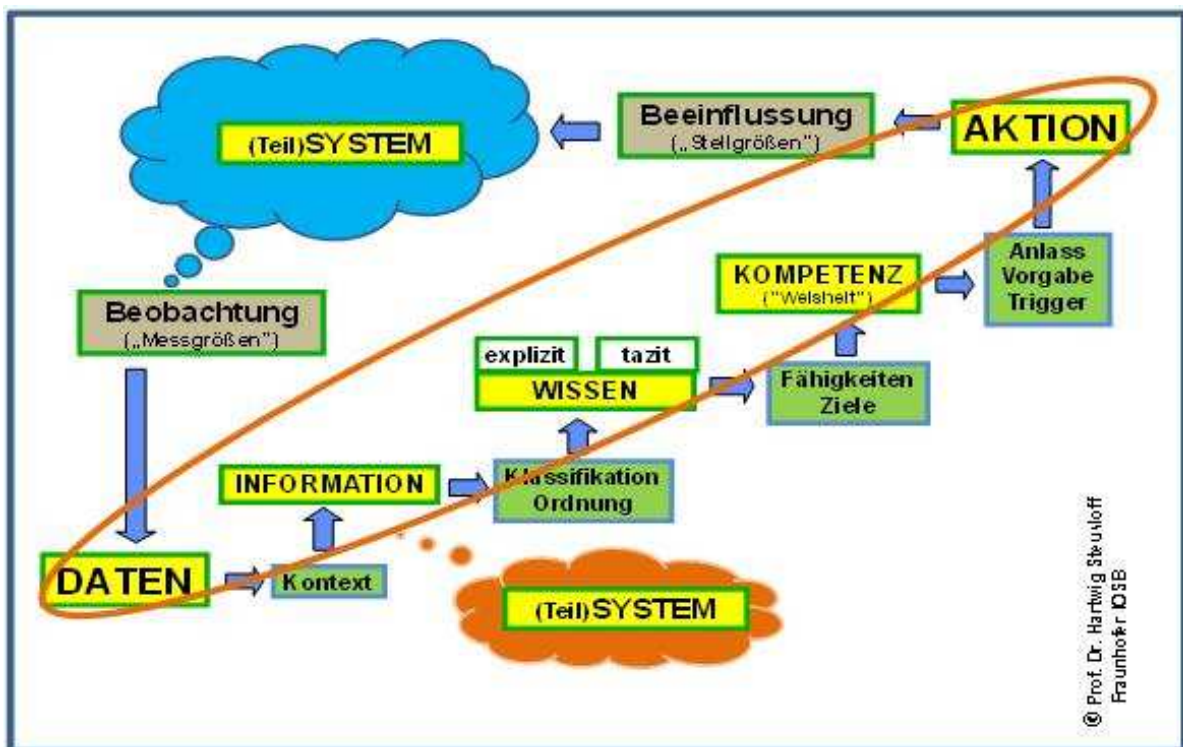 (Teil)SYSTEM
Beeinflussung
(„Stellgrößen")
AKTION
Beobachtung
(„Messgrößen")
KOMPETENZ
("Weisheit")
Anlass
Vorgabe
Trigger
explizit
tazit
WISSEN
Fähigkeiten
Ziele
INFORMATION
Klassifikation
Ordnung
DATEN
Kontext
(Teil)SYSTEM
© Prof. Dr. Hartwig Steusloff
Fraunhofer IOSB